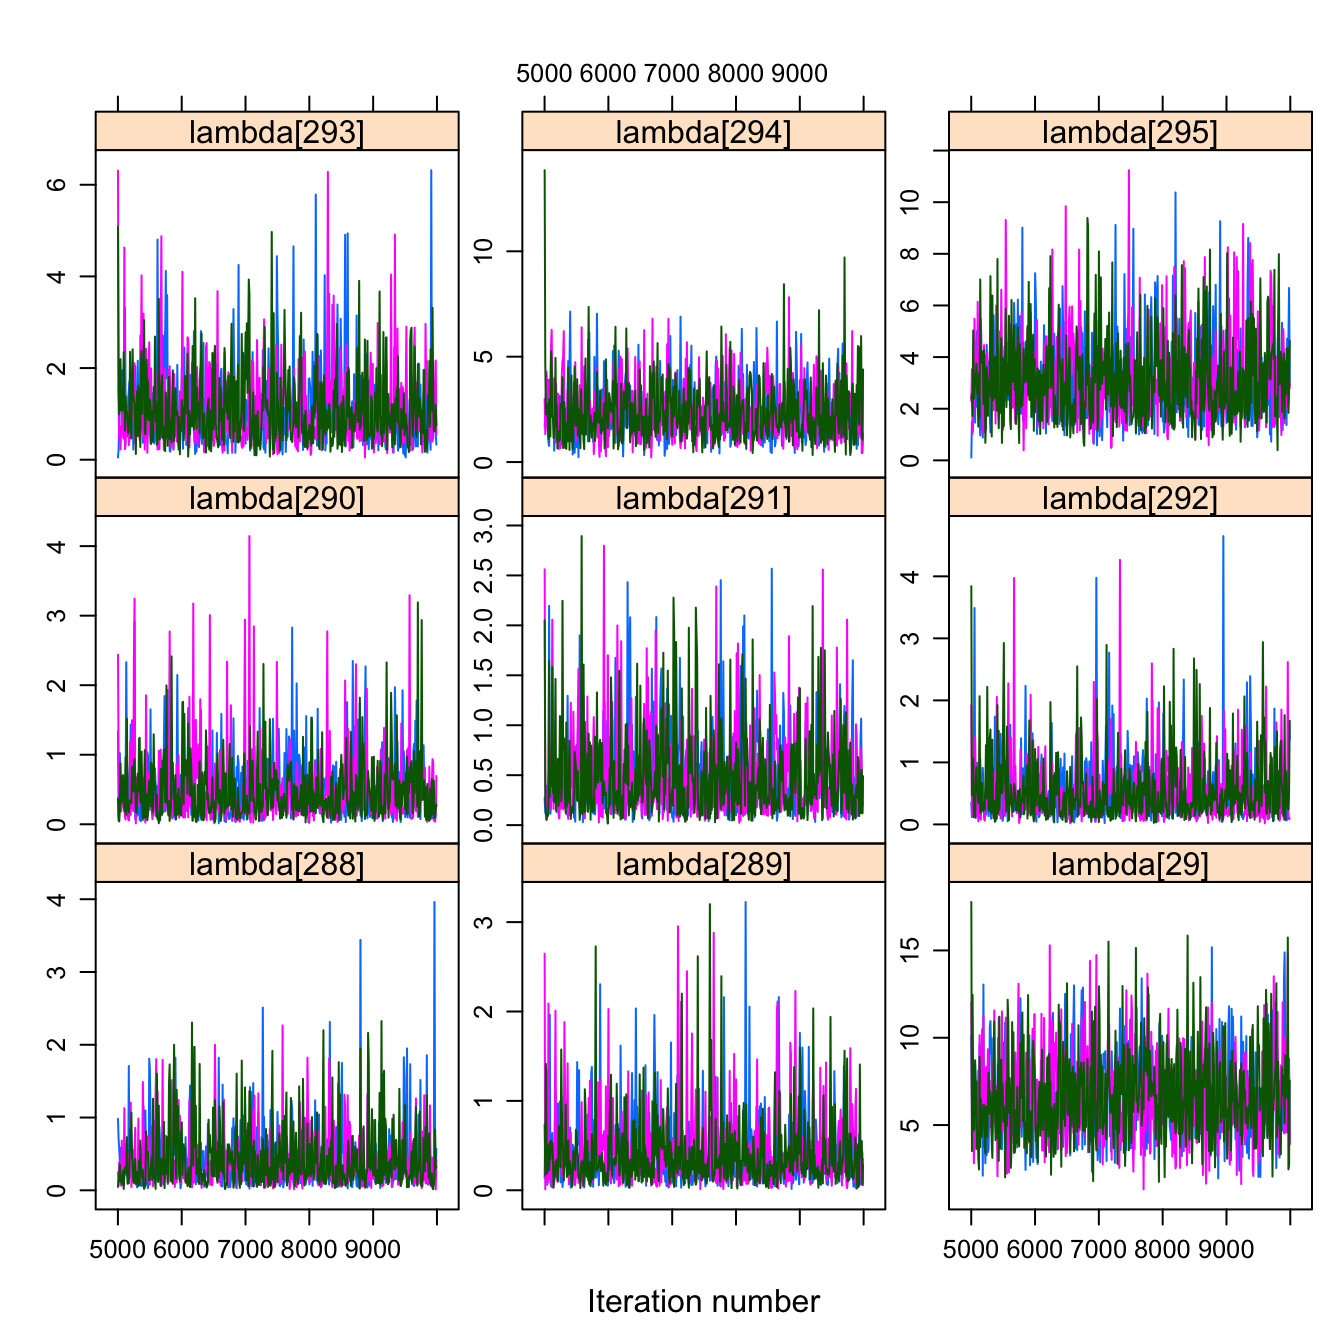 5000 6000 7000 8000 9000
lambda[293] lambda[294] lambda[295]
6 4 2 0
10 5 0
10 8 6 4 2 0
lambda[290] lambda[291] lambda[292]
4 3 2 1 0
3.0 2.5 2.0 1.5 1.0 0.5 0.0
4 3 2 1 0
lambda[288] lambda[289] lambda[29]
4 3 2 1 0
3 2 1 0
15 10 5
5000 6000 7000 8000 9000
5000 6000 7000 8000 9000
Iteration number